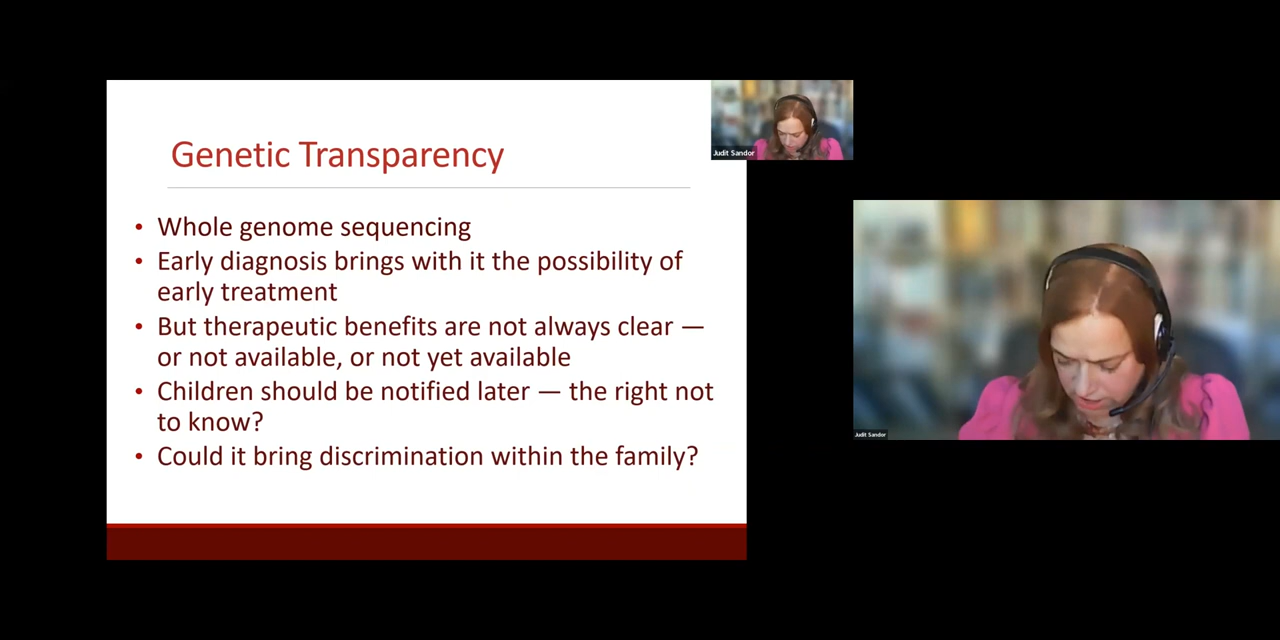 Genetic Transparency
• Whole genome sequencing
• Early diagnosis brings with it the possibility of
early treatment
• But therapeutic benefits are not always clear —
or not available, or not yet available
• Children should be notified later — the right not
to know?
• Could it bring discrimination within the family?
Judit Sandor
Judit Sandor